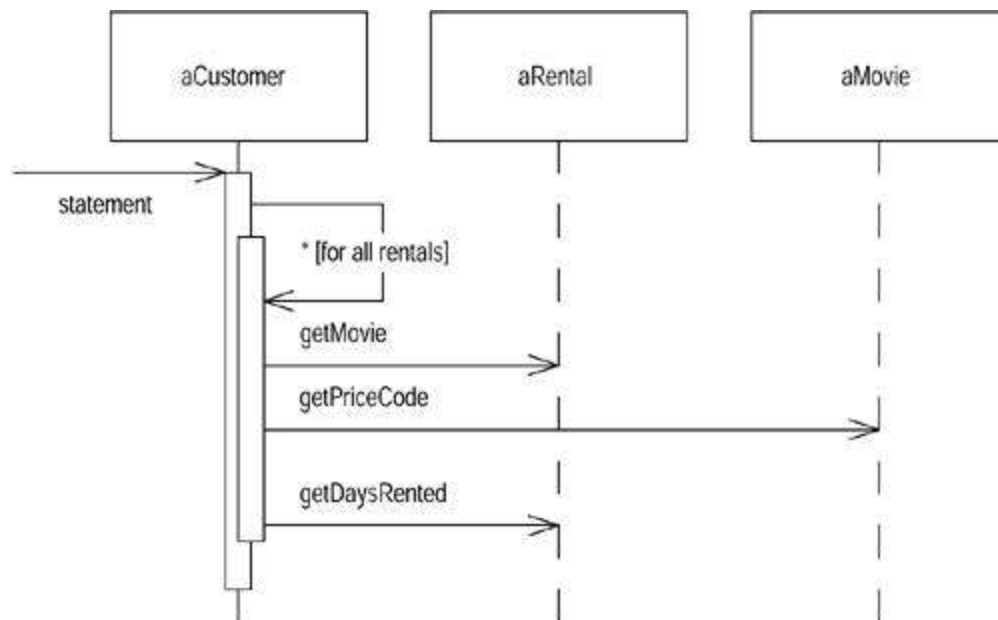 aCustomer
aRental
aMovie
statement
* [for all rentals]
getMovie
getPriceCode
getDaysRented